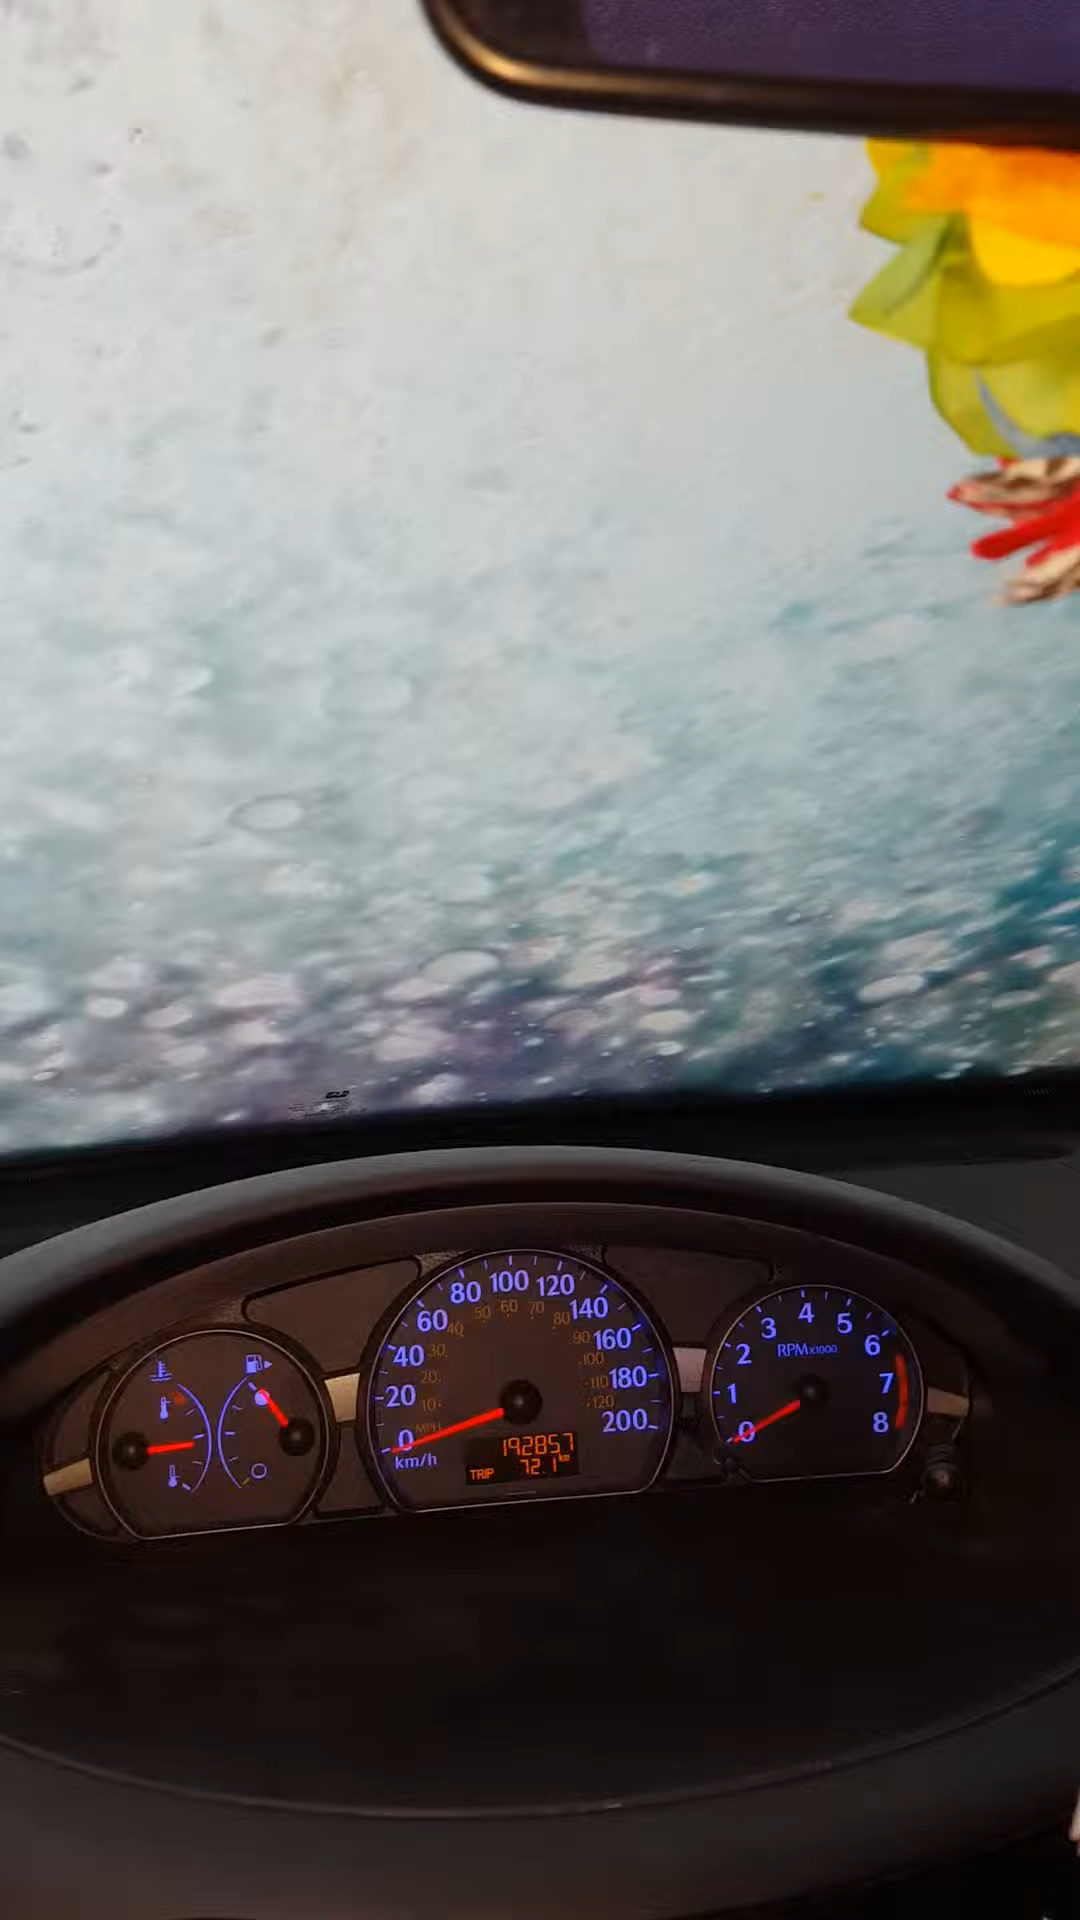 80 100 120
60 140
50 60 70
40 80
40 30 90 160
20 100
20 10 110 180
120
0 MPH 200
km/h
192857
TRIP 72.1 km
4
3 5
2 RPMx1000 6
1 7
0 8